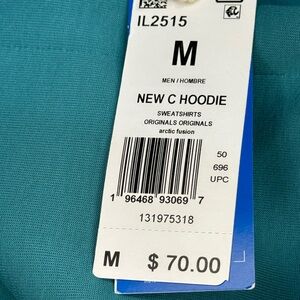 IL2515
M
MEN / HOMBRE
NEW C HOODIE
SWEATSHIRTS
ORIGINALS ORIGINALS
arctic fusion
50
696
UPC
1 96468 93069 7
131975318
M $ 70.00